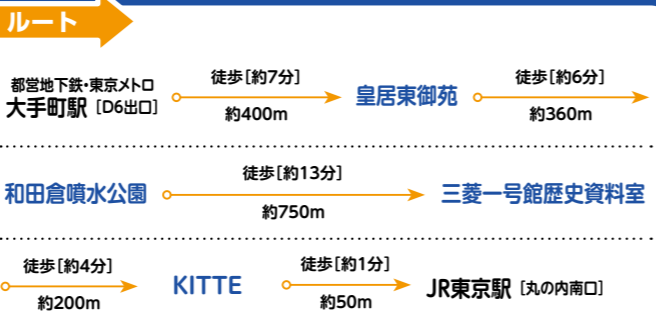 ルート
都営地下鉄・東京メトロ
大手町駅［D6出口］
徒歩［約7分］
約400m
皇居東御苑
徒歩［約6分］
約360m
和田倉噴水公園
徒歩［約13分］
約750m
三菱一号館歴史資料室
徒歩［約4分］
約200m
KITTE
徒歩［約1分］
約50m
JR東京駅［丸の内南口］